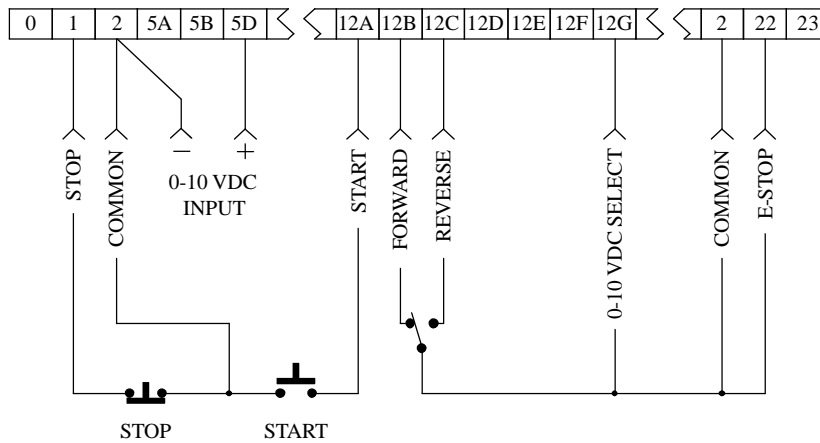 0 1 2 5A 5B 5D 12A 12B 12C 12D 12E 12F 12G 2 22 23
STOP
COMMON
− +
0-10 VDC
INPUT
START
FORWARD
REVERSE
0-10 VDC SELECT
COMMON
E-STOP
STOP START